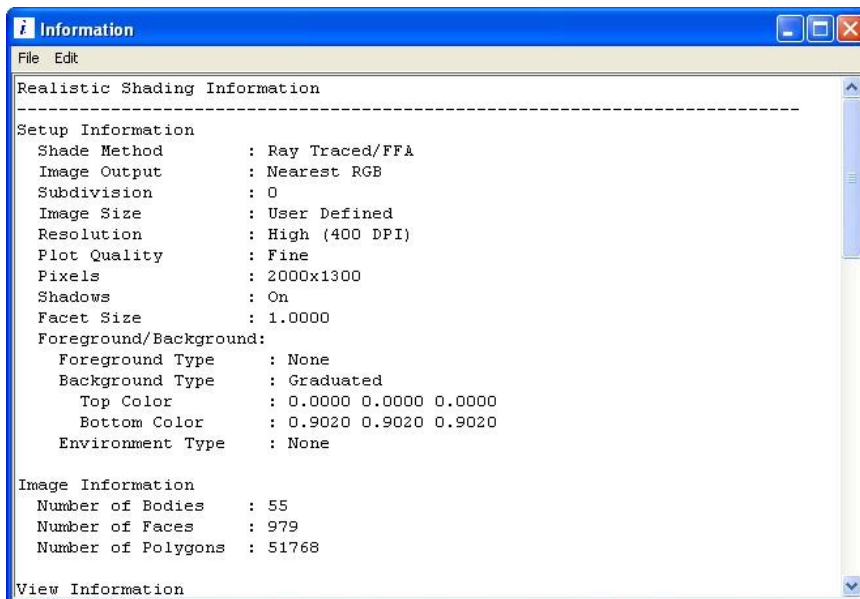 Information
File Edit
Realistic Shading Information
---------------------------------------------------------------------------
Setup Information
Shade Method : Ray Traced/FFA
Image Output : Nearest RGB
Subdivision : 0
Image Size : User Defined
Resolution : High (400 DPI)
Plot Quality : Fine
Pixels : 2000x1300
Shadows : On
Facet Size : 1.0000
Foreground/Background:
Foreground Type : None
Background Type : Graduated
Top Color : 0.0000 0.0000 0.0000
Bottom Color : 0.9020 0.9020 0.9020
Environment Type : None
Image Information
Number of Bodies : 55
Number of Faces : 979
Number of Polygons : 51768
View Information